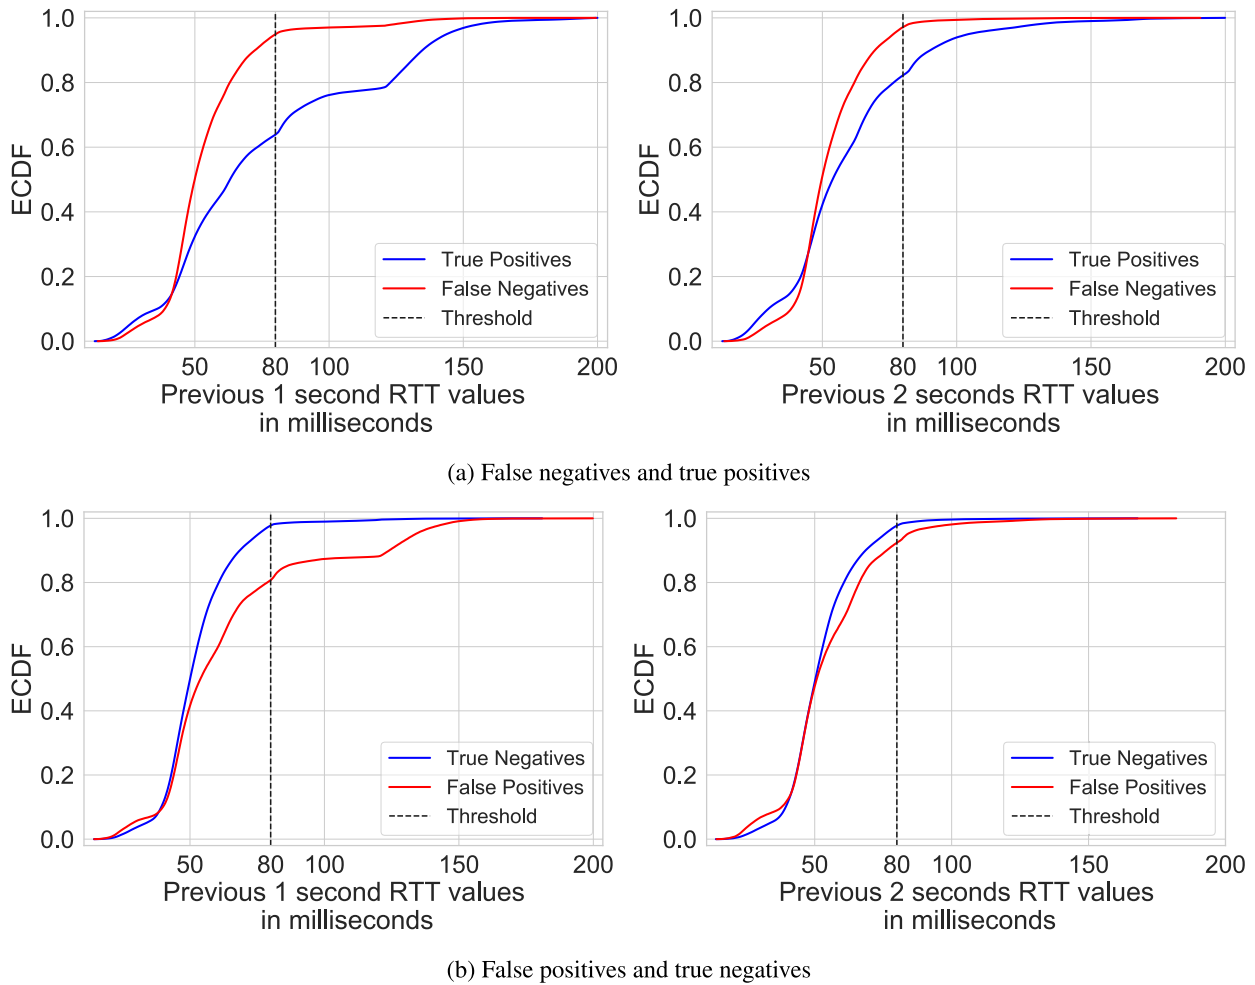 1.0
0.8
0.6
0.4
0.2
0.0
ECDF
True Positives
False Negatives
Threshold
50 80 100 150 200
Previous 1 second RTT values
in milliseconds
1.0
0.8
0.6
0.4
0.2
0.0
ECDF
True Positives
False Negatives
Threshold
50 80 100 150 200
Previous 2 seconds RTT values
in milliseconds
(a) False negatives and true positives
1.0
0.8
0.6
0.4
0.2
0.0
ECDF
True Negatives
False Positives
Threshold
50 80 100 150 200
Previous 1 second RTT values
in milliseconds
1.0
0.8
0.6
0.4
0.2
0.0
ECDF
True Negatives
False Positives
Threshold
50 80 100 150 200
Previous 2 seconds RTT values
in milliseconds
(b) False positives and true negatives